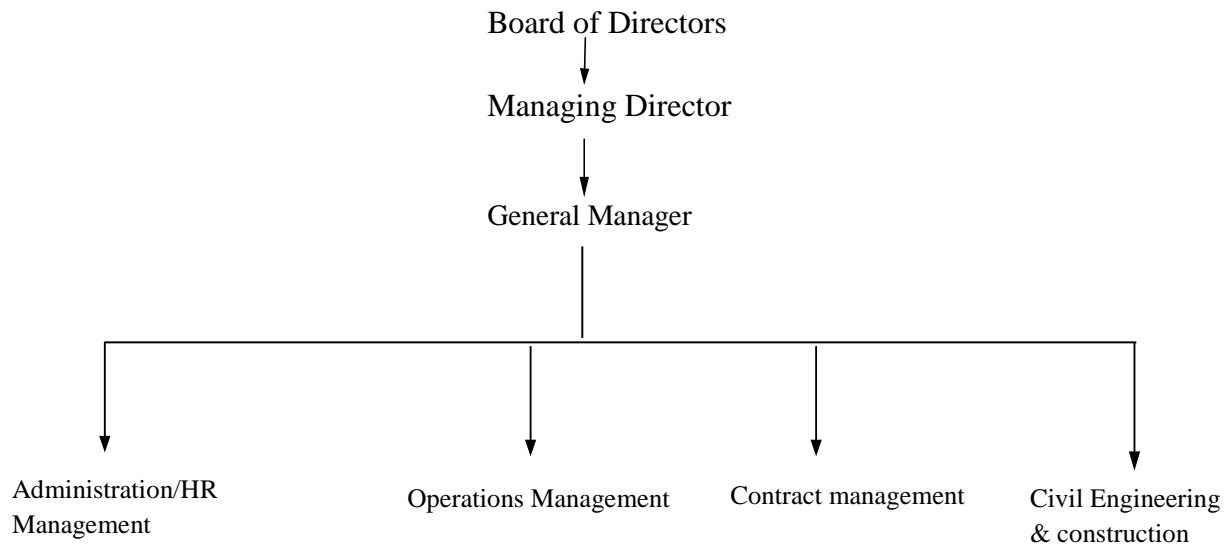 Board of Directors
Managing Director
General Manager
Administration/HR
Management
Operations Management
Contract management
Civil Engineering
& construction